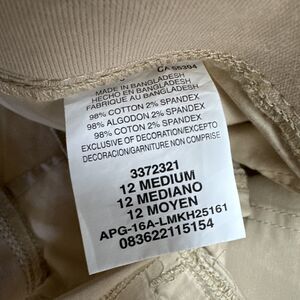 CA 56304
MADE IN BANGLADESH
HECHO EN BANGLADESH
FABRIQUE AU BANGLADESH
98% COTTON 2% SPANDEX
98% ALGODON 2% SPANDEX
98% COTON 2% SPANDEX
EXCLUSIVE OF DECORATION/EXCEPTO
DECORACION/GARNITURE NON COMPRISE
3372321
12 MEDIUM
12 MEDIANO
12 MOYEN
APG-16A-LMKH25161
083622115154